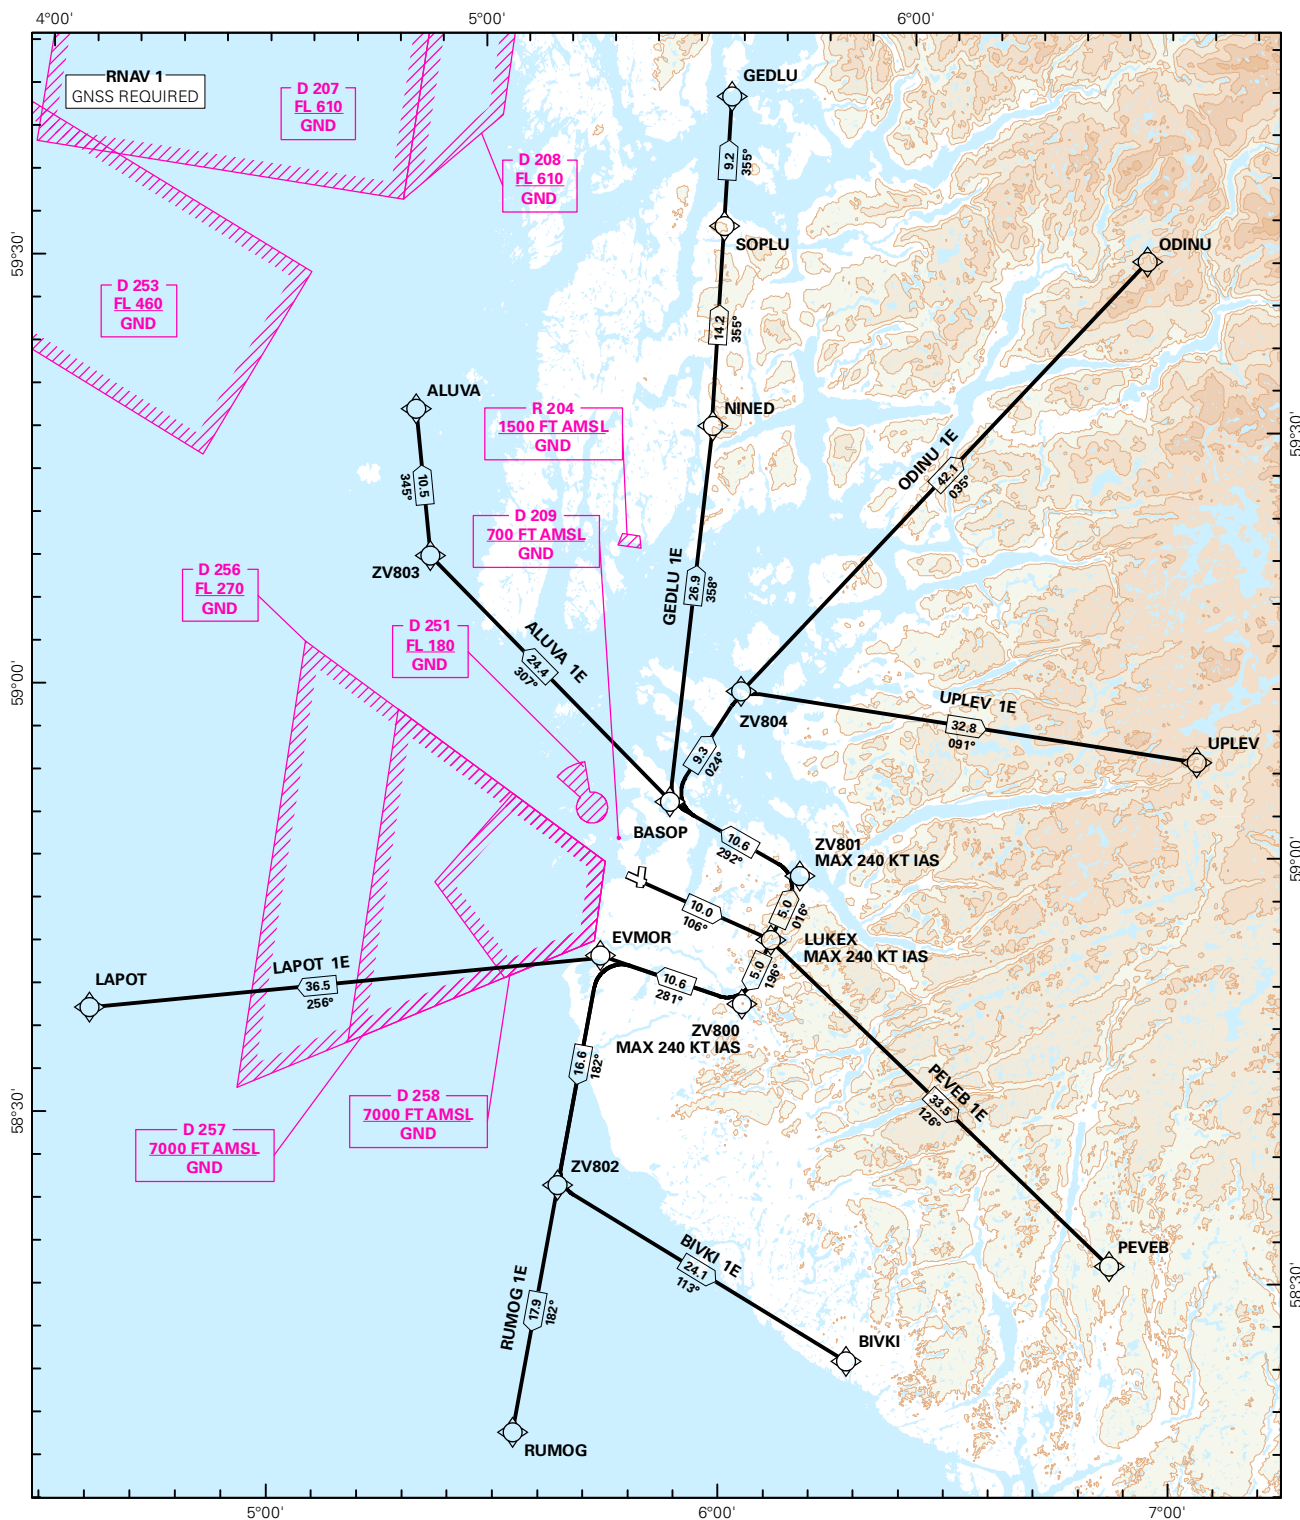 4°00'
5°00'
6°00'
RNAV 1
GNSS REQUIRED
D 207
FL 610
GND
D 208
FL 610
GND
GEDLU
9.2
355°
SOPLU
ODINU
59°30'
D 253
FL 460
GND
14.2
355°
ALUVA
R 204
1500 FT AMSL
GND
NINED
59°30'
ODINU 1E
42.1
035°
10.5
345°
D 209
700 FT AMSL
GND
ZV803
D 256
FL 270
GND
GEDLU 1E
26.9
358°
D 251
FL 180
GND
ALUVA 1E
24.4
307°
59°00'
ZV804
UPLEV 1E
32.8
091°
UPLEV
9.3
024°
BASOP
10.6
292°
ZV801
MAX 240 KT IAS
59°00'
10.0
106°
5.0
016°
LUKEX
MAX 240 KT IAS
EVMOR
LAPOT
LAPOT 1E
36.5
256°
10.6
281°
5.0
196°
ZV800
MAX 240 KT IAS
16.6
182°
PEVEB 1E
33.5
126°
58°30'
D 258
7000 FT AMSL
GND
D 257
7000 FT AMSL
GND
ZV802
PEVEB
BIVKI 1E
24.1
113°
58°30'
RUMOG 1E
17.9
182°
BIVKI
RUMOG
5°00'
6°00'
7°00'